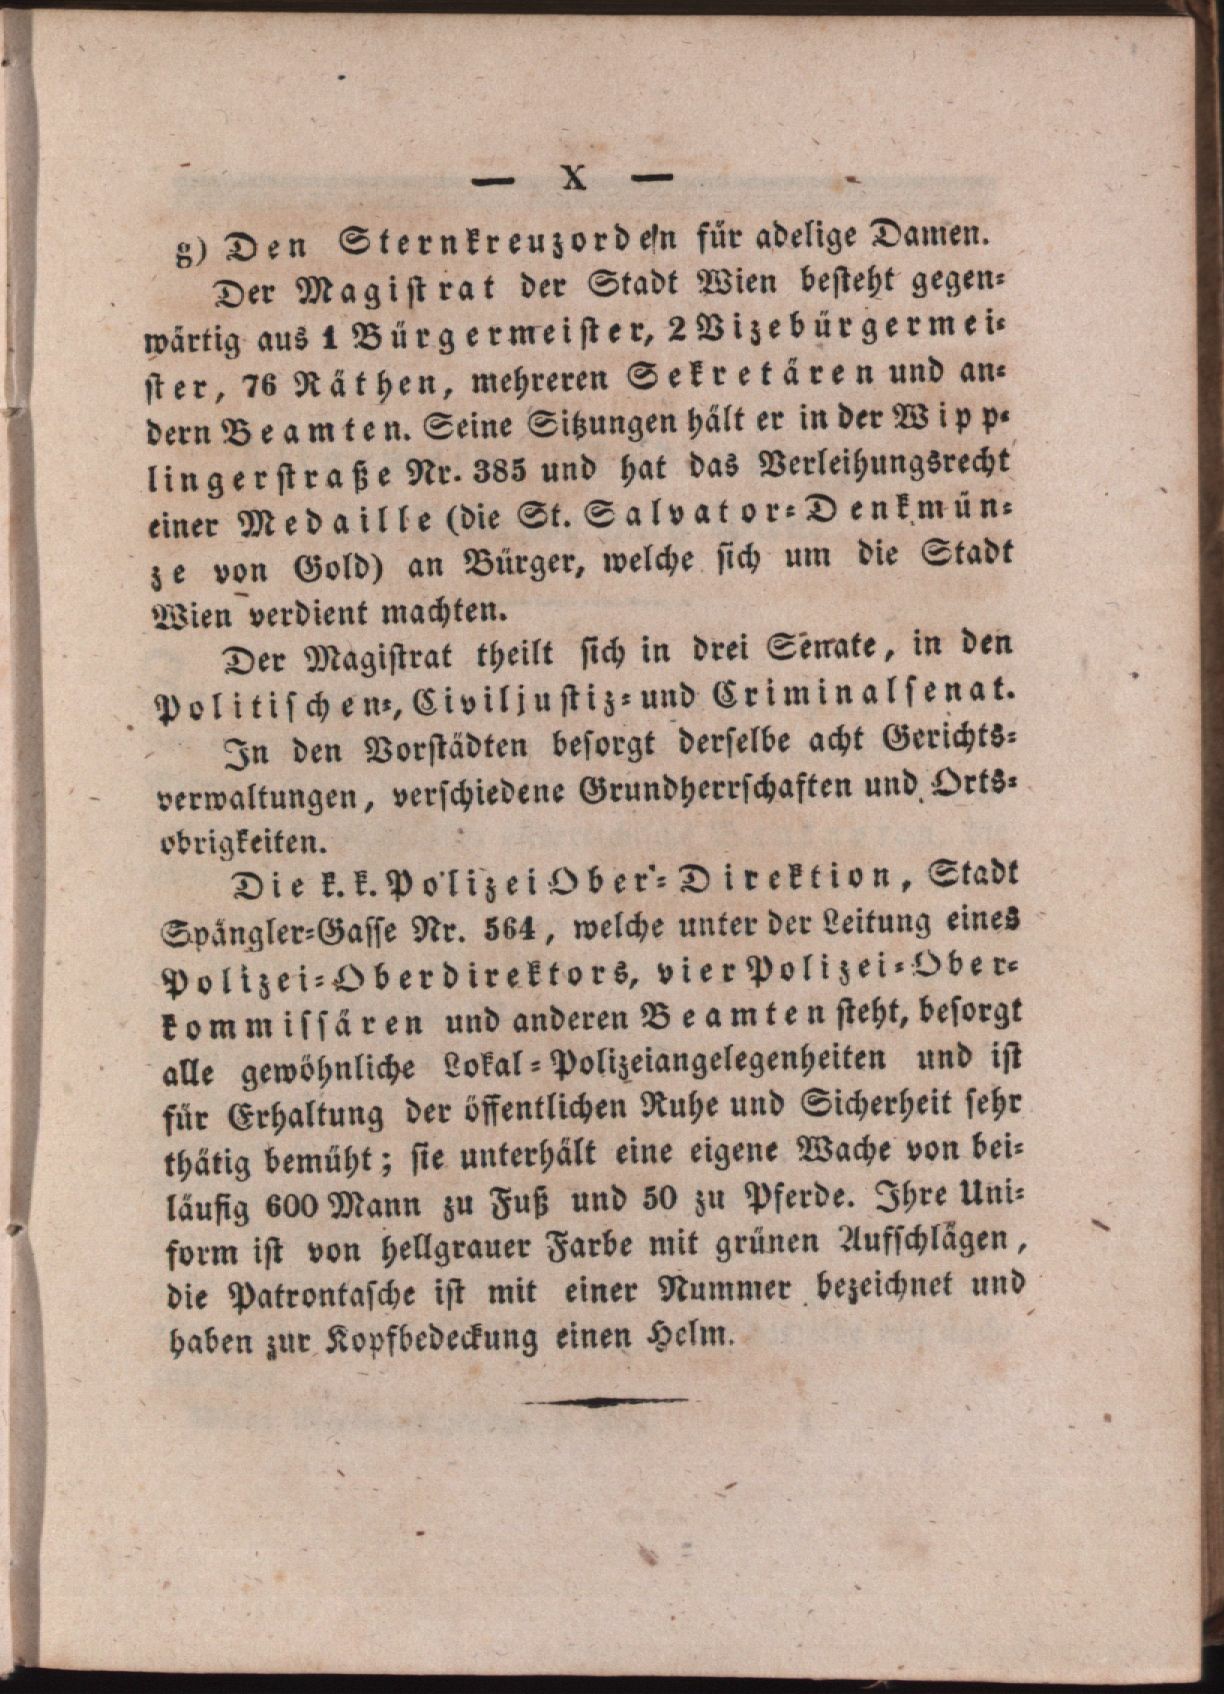 — X —
g) Den Sternkreuzorden für adelige Damen.
Der Magistrat der Stadt Wien besteht gegen-
wärtig aus 1 Bürgermeister, 2 Vizebürgermei-
ster, 76 Räthen, mehreren Sekretären und an-
dern Beamten. Seine Sitzungen hält er in der Wipp-
lingerstraße Nr. 385 und hat das Verleihungsrecht
einer Medaille (die St. Salvator-Denkmün-
ze von Gold) an Bürger, welche sich um die Stadt
Wien verdient machten.
Der Magistrat theilt sich in drei Senate, in den
Politischen-, Civiljustiz- und Criminalsenat.
In den Vorstädten besorgt derselbe acht Gerichts-
verwaltungen, verschiedene Grundherrschaften und Orts-
obrigkeiten.
Die k. k. Polizei Ober-Direktion, Stadt
Spängler-Gasse Nr. 564, welche unter der Leitung eines
Polizei-Oberdirektors, vier Polizei-Ober-
kommissären und anderen Beamten steht, besorgt
alle gewöhnliche Lokal-Polizeiangelegenheiten und ist
für Erhaltung der öffentlichen Ruhe und Sicherheit sehr
thätig bemüht; sie unterhält eine eigene Wache von bei-
läufig 600 Mann zu Fuß und 50 zu Pferde. Ihre Uni-
form ist von hellgrauer Farbe mit grünen Aufschlägen,
die Patrontasche ist mit einer Nummer bezeichnet und
haben zur Kopfbedeckung einen Helm.